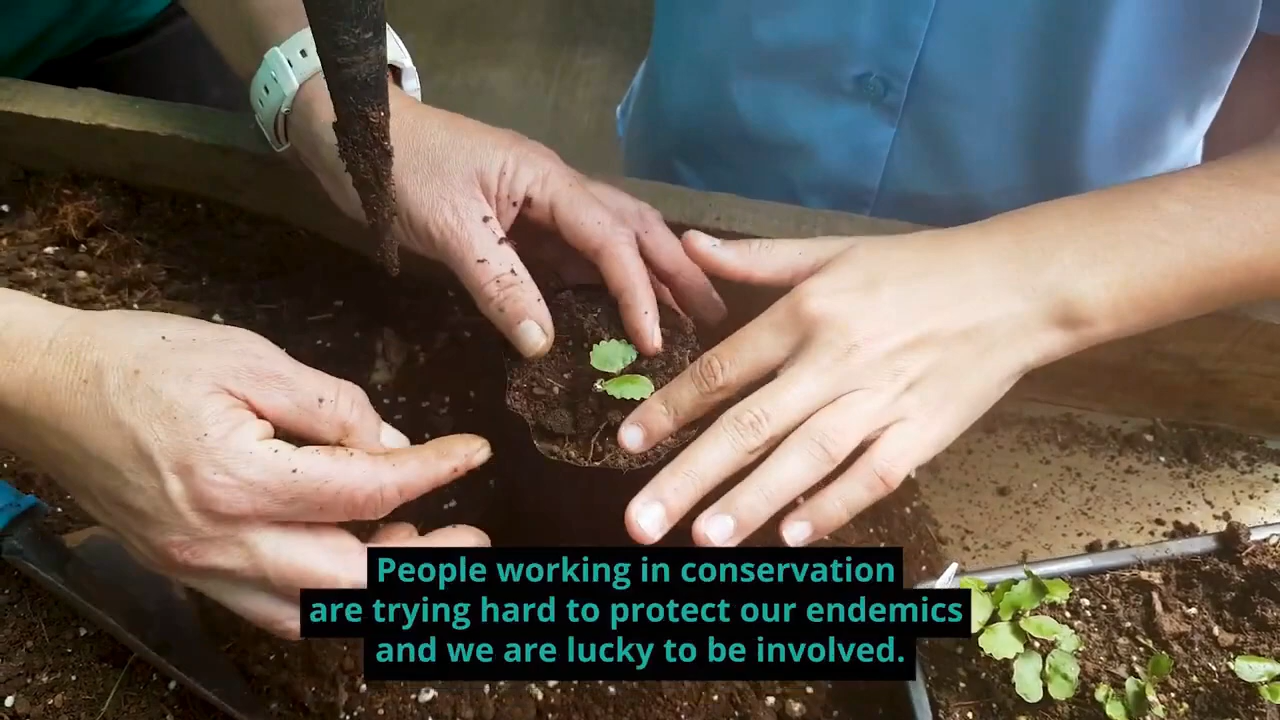 People working in conservation
are trying hard to protect our endemics
and we are lucky to be involved.